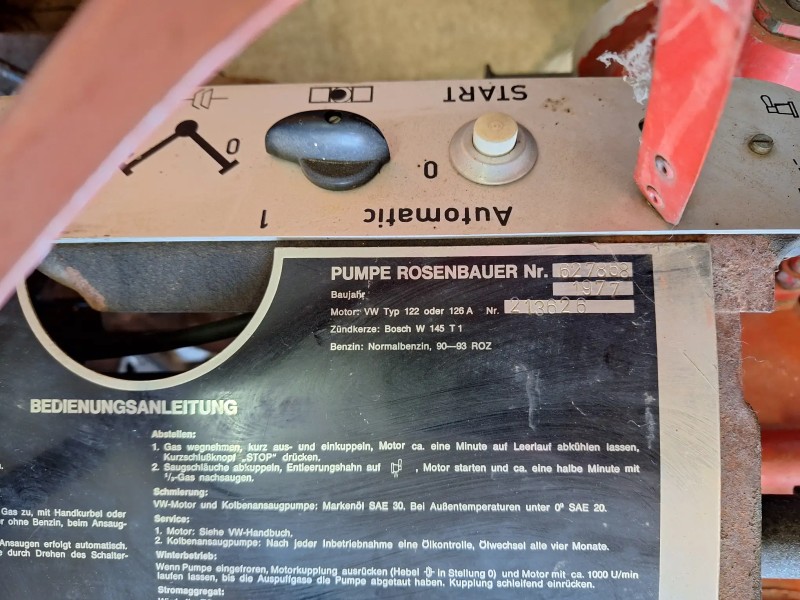 START
0
0
Automatic
1
PUMPE ROSENBAUER Nr. 627358
Baujahr 1977
Motor: VW Typ 122 oder 126 A Nr. 213626
Zündkerze: Bosch W 145 T 1
Benzin: Normalbenzin, 90—93 ROZ
BEDIENUNGSANLEITUNG
Abstellen:
1. Gas wegnehmen, kurz aus- und einkuppeln, Motor ca. eine Minute auf Leerlauf abkühlen lassen,
Kurzschlußknopf „STOP" drücken.
2. Saugschläuche abkuppeln, Entleerungshahn auf , Motor starten und ca. eine halbe Minute mit
-Gas nachsaugen.
Schmierung:
VW-Motor und Kolbenansaugpumpe: Markenöl SAE 30. Bei Außentemperaturen unter 0° SAE 20.
Service:
1. Motor: Siehe VW-Handbuch.
2. Kolbenansaugpumpe: Nach jeder Inbetriebnahme eine Ölkontrolle, Ölwechsel alle vier Monate.
Winterbetrieb:
Wenn Pumpe eingefroren, Motorkupplung ausrücken (Hebel in Stellung 0) und Motor mit ca. 1000 U/min
laufen lassen, bis die Auspuffgase die Pumpe abgetaut haben. Kupplung schleifend einrücken.
Stromaggregat:
Gas zu, mit Handkurbel oder
ohne Benzin, beim Ansaug-
Ansaugen erfolgt automatisch.
durch Drehen des Schalter-